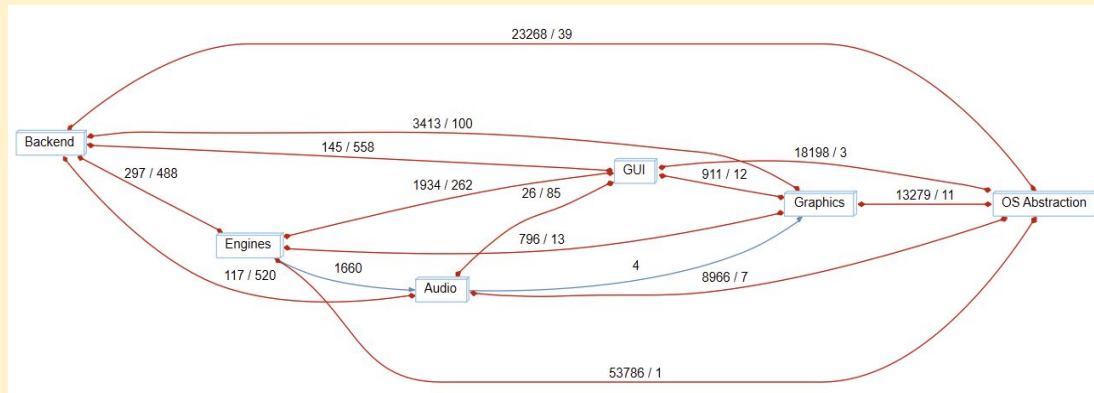 23268 / 39
3413 / 100
Backend
145 / 558
18198 / 3
297 / 488
GUI
911 / 12
1934 / 262
26 / 85
Graphics
13279 / 11
OS Abstraction
Engines
796 / 13
117 / 520
1660
4
8966 / 7
Audio
53786 / 1